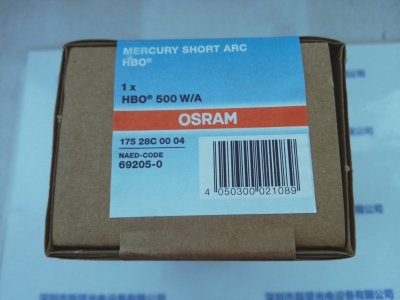 MERCURY SHORT ARC
HBO®
1 x
HBO® 500 W/A
OSRAM
175 28C 00 04
NAED-CODE
69205-0
4 050300 021089